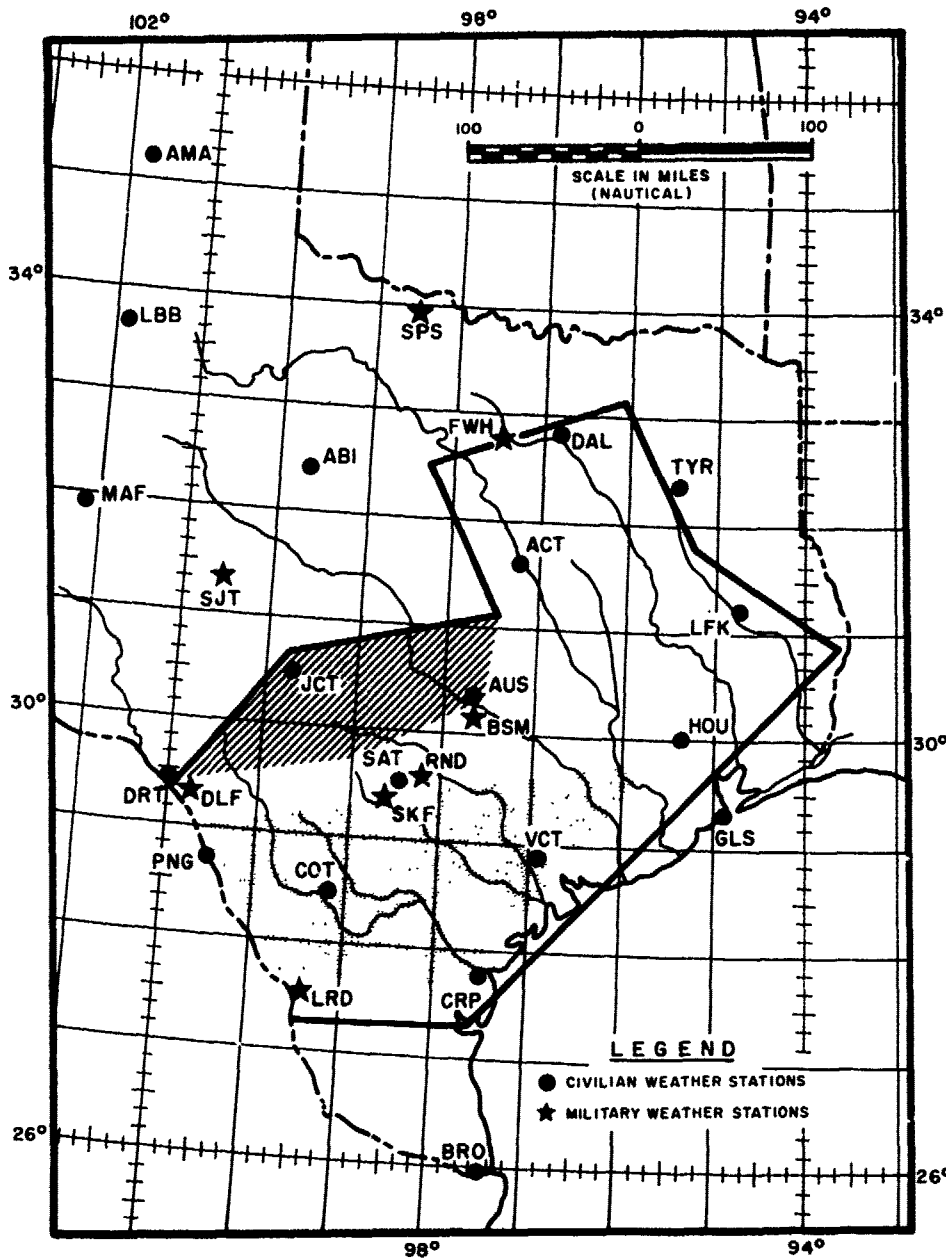 102°
98°
94°
AMA
100 0 100
SCALE IN MILES
(NAUTICAL)
34°
LBB
SPS
34°
FWH
DAL
ABI
TYR
MAF
ACT
SJT
LFK
JCT
30°
AUS
BSM
HOU
30°
SAT
RND
DRT
DLF
SKF
GLS
PNG
VCT
COT
LRD
CRP
LEGEND
CIVILIAN WEATHER STATIONS
MILITARY WEATHER STATIONS
26°
BRO
26°
98°
94°